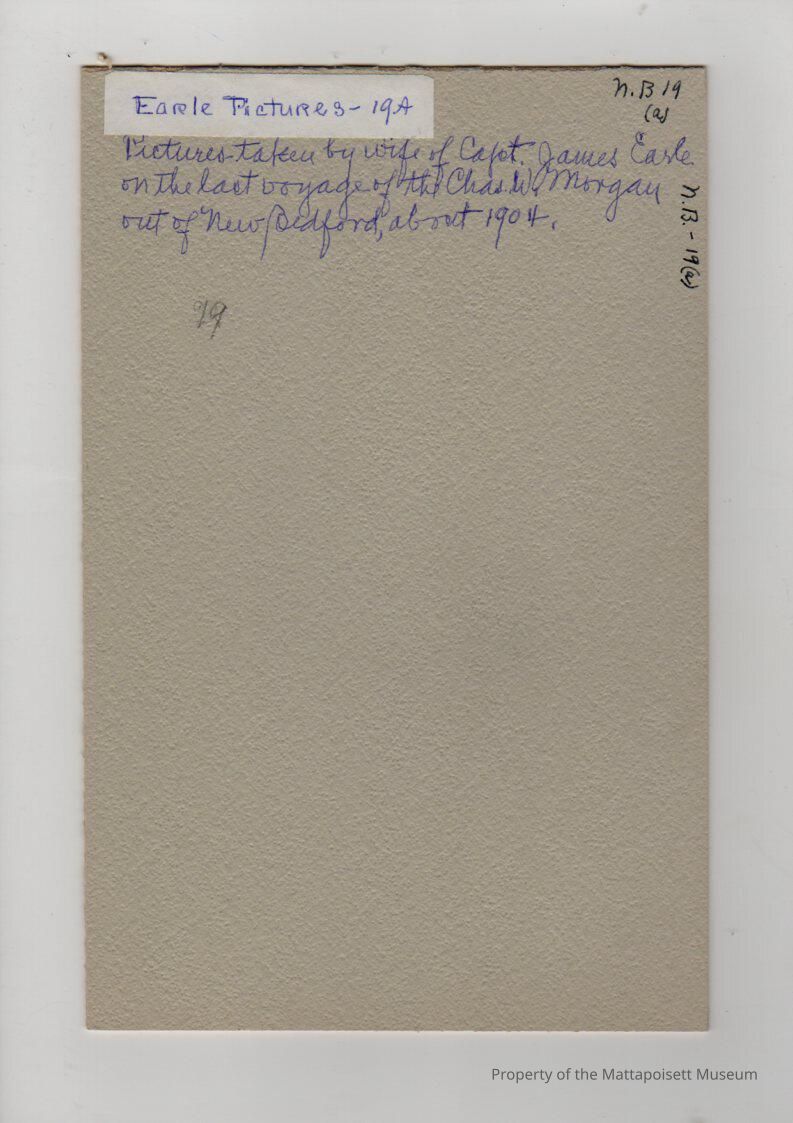 Earle Pictures - 19A
N.B 19
(a)
Pictures taken by wife of Capt. James Earle
on the last voyage of the Chas. W. Morgan
out of New Bedford, about 1904.
N.B. - 19(a)
19
Property of the Mattapoisett Museum